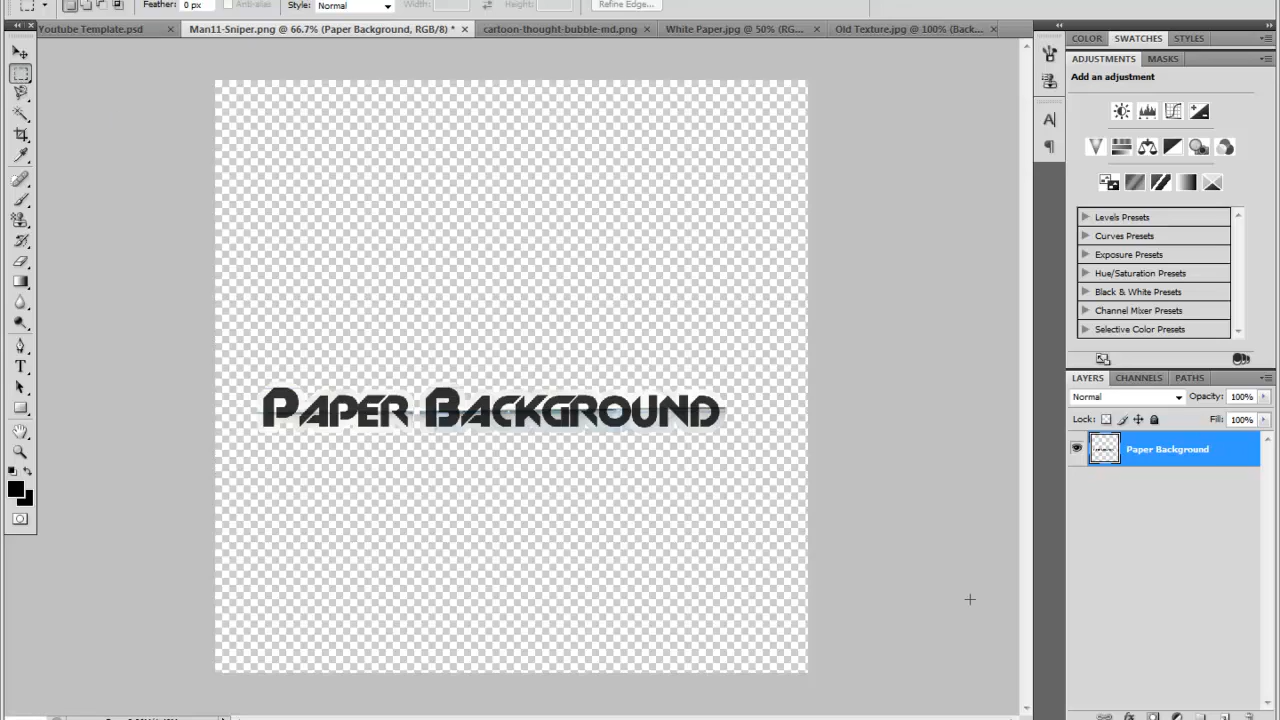 Feather: 0 px Anti-alias Style: Normal Width: Height: Refine Edge...
Youtube Template.psd × Man11-Sniper.png @ 66.7% (Paper Background, RGB/8) * × cartoon-thought-bubble-md.png × White Paper.jpg @ 50% (RG... × Old Texture.jpg @ 100% (Back... ×
COLOR SWATCHES STYLES
ADJUSTMENTS MASKS
Add an adjustment
Levels Presets
Curves Presets
Exposure Presets
Hue/Saturation Presets
Black & White Presets
Channel Mixer Presets
Selective Color Presets
LAYERS CHANNELS PATHS
Normal Opacity: 100%
Lock: Fill: 100%
Paper Background
Paper Background